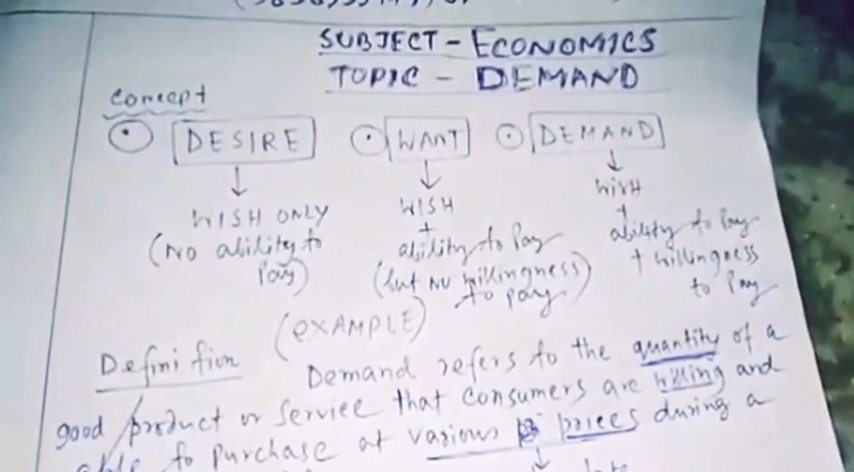 SUBJECT - ECONOMICS
TOPIC - DEMAND
Concept
DESIRE WANT DEMAND
WISH ONLY
(No ability to
Pay)
WISH
+
ability to Pay
(but NO willingness)
to pay
WISH
+
ability to Pay
+ willingness
to Pay
(EXAMPLE)
Definition
Demand refers to the quantity of a
good/product or service that consumers are willing and
able to purchase at various prices during a